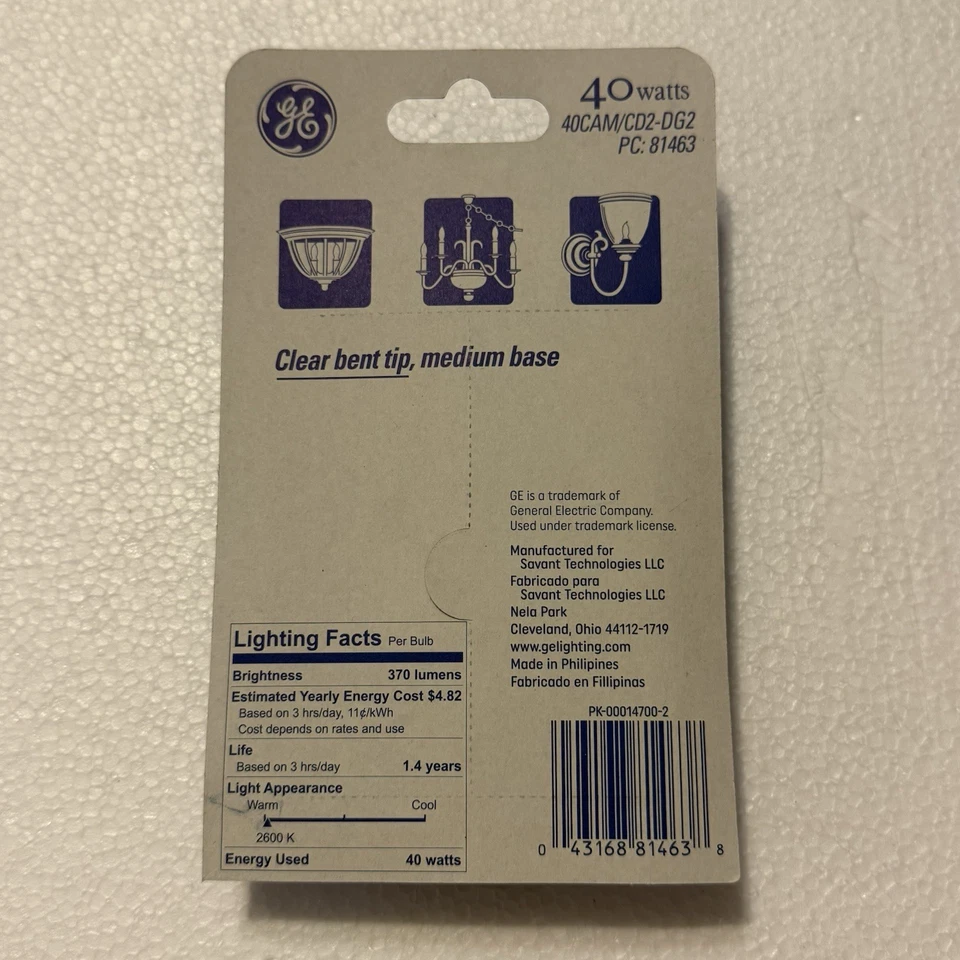 GE
40 watts
40CAM/CD2-DG2
PC: 81463
Clear bent tip, medium base
GE is a trademark of
General Electric Company.
Used under trademark license.
Manufactured for
Savant Technologies LLC
Fabricado para
Savant Technologies LLC
Nela Park
Cleveland, Ohio 44112-1719
www.gelighting.com
Made in Philipines
Fabricado en Fillipinas
PK-00014700-2
0 43168 81463 8
Lighting Facts Per Bulb
Brightness 370 lumens
Estimated Yearly Energy Cost $4.82
Based on 3 hrs/day, 11¢/kWh
Cost depends on rates and use
Life
Based on 3 hrs/day 1.4 years
Light Appearance
Warm Cool
2600 K
Energy Used 40 watts